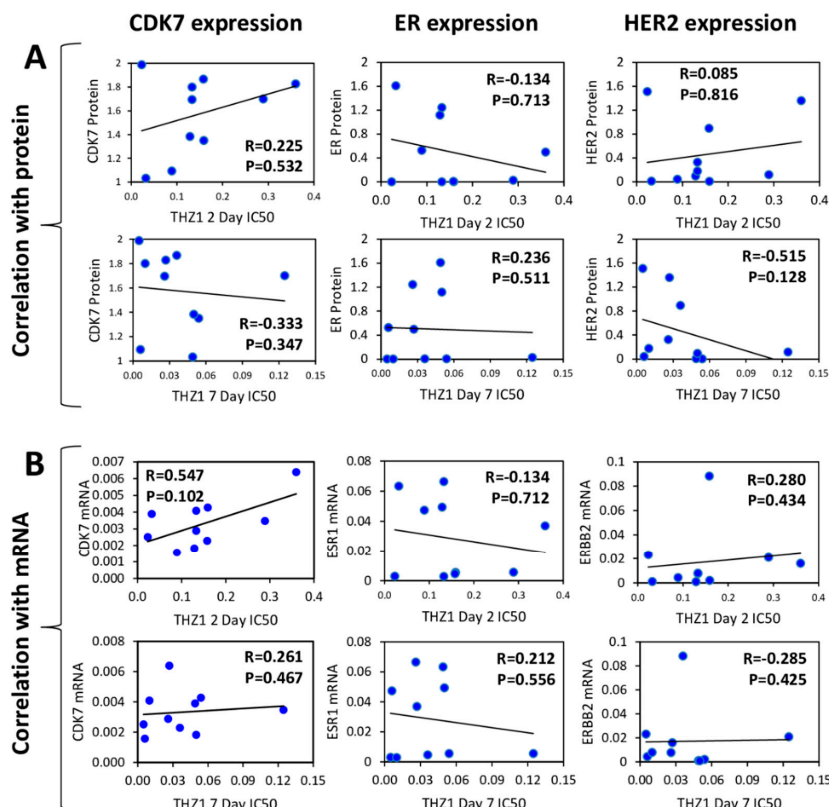 CDK7 expression ER expression HER2 expression
A
Correlation with protein
CDK7 Protein
2
1.8
1.6
1.4
1.2
1
R=0.225
P=0.532
0.0 0.1 0.2 0.3 0.4
THZ1 2 Day IC50
ER Protein
2
1.6
1.2
0.8
0.4
0
R=-0.134
P=0.713
0 0.1 0.2 0.3 0.4
THZ1 Day 2 IC50
HER2 Protein
2
1.6
1.2
0.8
0.4
0
R=0.085
P=0.816
0 0.1 0.2 0.3 0.4
THZ1 Day 2 IC50
CDK7 Protein
2
1.8
1.6
1.4
1.2
1
R=-0.333
P=0.347
0.00 0.03 0.06 0.09 0.12 0.15
THZ1 7 Day IC50
ER Protein
2
1.6
1.2
0.8
0.4
0
R=0.236
P=0.511
0 0.03 0.06 0.09 0.12 0.15
THZ1 Day 7 IC50
HER2 Protein
2
1.6
1.2
0.8
0.4
0
R=-0.515
P=0.128
0 0.03 0.06 0.09 0.12 0.15
THZ1 Day 7 IC50
B
Correlation with mRNA
CDK7 mRNA
0.007
0.006
0.005
0.004
0.003
0.002
0.001
0.000
R=0.547
P=0.102
0.0 0.1 0.2 0.3 0.4
THZ1 2 Day IC50
ESR1 mRNA
0.08
0.06
0.04
0.02
0
R=-0.134
P=0.712
0 0.1 0.2 0.3 0.4
THZ1 Day 2 IC50
ERBB2 mRNA
0.1
0.08
0.06
0.04
0.02
0
R=0.280
P=0.434
0 0.1 0.2 0.3 0.4
THZ1 Day 2 IC50
CDK7 mRNA
0.008
0.006
0.004
0.002
0.000
R=0.261
P=0.467
0.00 0.03 0.06 0.09 0.12 0.15
THZ1 7 Day IC50
ESR1 mRNA
0.08
0.06
0.04
0.02
0
R=0.212
P=0.556
0 0.03 0.06 0.09 0.12 0.15
THZ1 Day 7 IC50
ERBB2 mRNA
0.1
0.08
0.06
0.04
0.02
0
R=-0.285
P=0.425
0 0.03 0.06 0.09 0.12 0.15
THZ1 Day 7 IC50